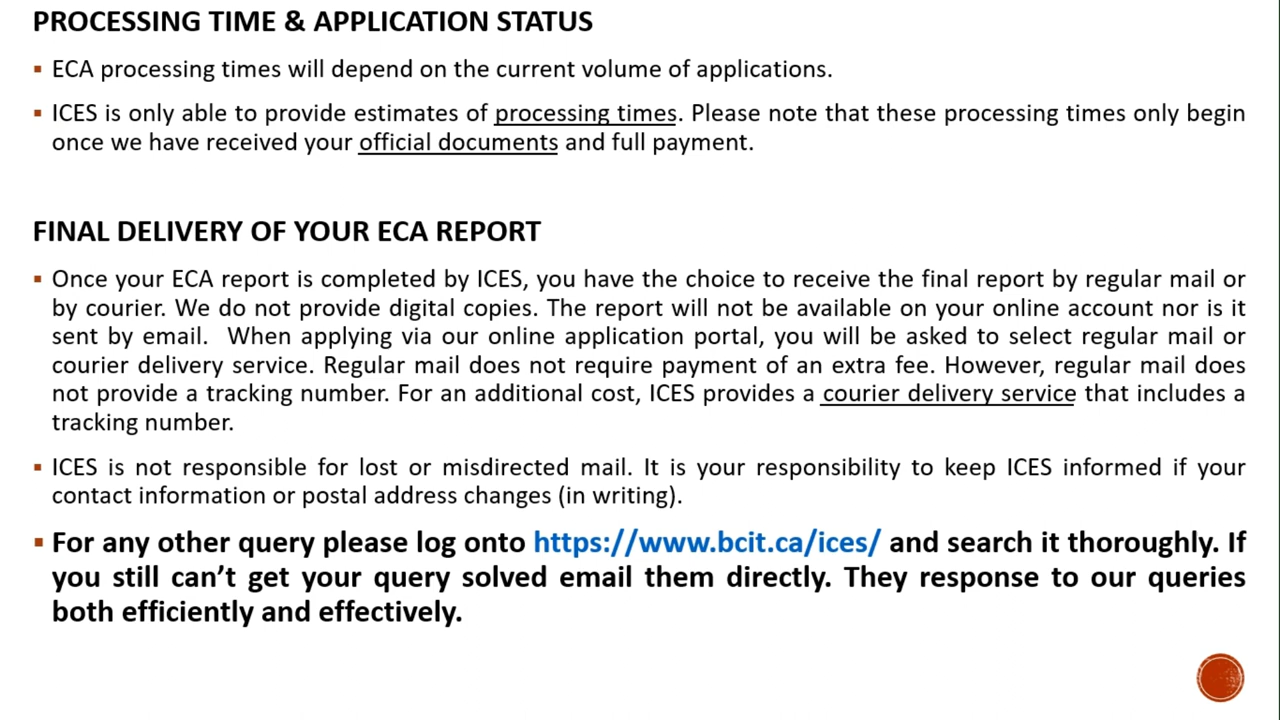 PROCESSING TIME & APPLICATION STATUS
▪ ECA processing times will depend on the current volume of applications.
▪ ICES is only able to provide estimates of processing times. Please note that these processing times only begin
once we have received your official documents and full payment.
FINAL DELIVERY OF YOUR ECA REPORT
▪ Once your ECA report is completed by ICES, you have the choice to receive the final report by regular mail or
by courier. We do not provide digital copies. The report will not be available on your online account nor is it
sent by email.  When applying via our online application portal, you will be asked to select regular mail or
courier delivery service. Regular mail does not require payment of an extra fee. However, regular mail does
not provide a tracking number. For an additional cost, ICES provides a courier delivery service that includes a
tracking number.
▪ ICES is not responsible for lost or misdirected mail. It is your responsibility to keep ICES informed if your
contact information or postal address changes (in writing).
▪ For any other query please log onto https://www.bcit.ca/ices/ and search it thoroughly. If
you still can’t get your query solved email them directly. They response to our queries
both efficiently and effectively.